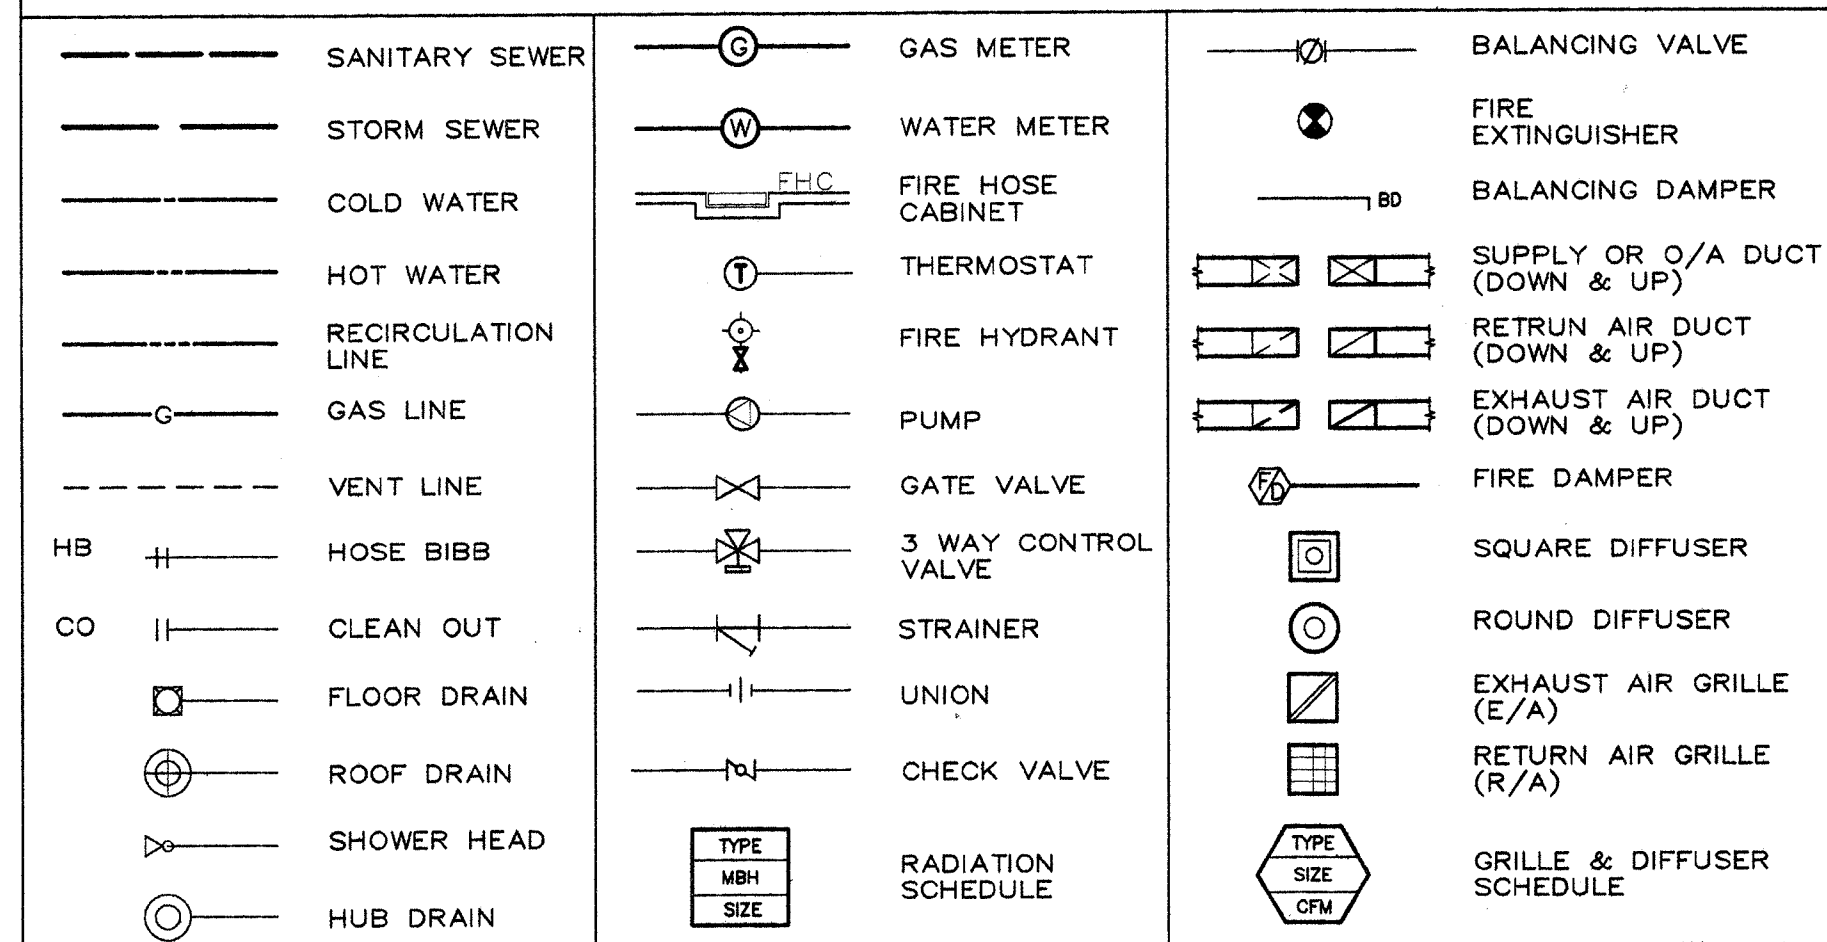 SANITARY SEWER
STORM SEWER
COLD WATER
HOT WATER
RECIRCULATION
LINE
G GAS LINE
VENT LINE
HB HOSE BIBB
CO CLEAN OUT
FLOOR DRAIN
ROOF DRAIN
SHOWER HEAD
HUB DRAIN
G GAS METER
W WATER METER
FHC FIRE HOSE
CABINET
T THERMOSTAT
FIRE HYDRANT
PUMP
GATE VALVE
3 WAY CONTROL
VALVE
STRAINER
UNION
CHECK VALVE
TYPE
MBH
SIZE
RADIATION
SCHEDULE
BALANCING VALVE
FIRE
EXTINGUISHER
BD BALANCING DAMPER
SUPPLY OR O/A DUCT
(DOWN & UP)
RETRUN AIR DUCT
(DOWN & UP)
EXHAUST AIR DUCT
(DOWN & UP)
F/D FIRE DAMPER
SQUARE DIFFUSER
ROUND DIFFUSER
EXHAUST AIR GRILLE
(E/A)
RETURN AIR GRILLE
(R/A)
TYPE
SIZE
CFM
GRILLE & DIFFUSER
SCHEDULE